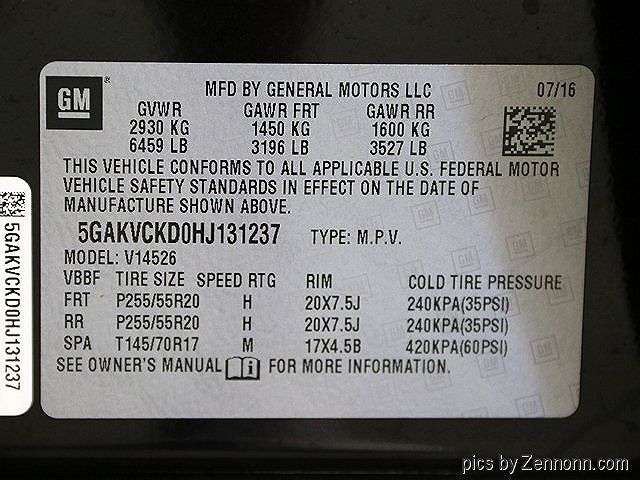 MFD BY GENERAL MOTORS LLC 07/16
GM
GVWR GAWR FRT GAWR RR
2930 KG 1450 KG 1600 KG
6459 LB 3196 LB 3527 LB
THIS VEHICLE CONFORMS TO ALL APPLICABLE U.S. FEDERAL MOTOR
VEHICLE SAFETY STANDARDS IN EFFECT ON THE DATE OF
MANUFACTURE SHOWN ABOVE.
5GAKVCKD0HJ131237 TYPE: M.P.V.
MODEL: V14526
VBBF TIRE SIZE SPEED RTG RIM COLD TIRE PRESSURE
FRT P255/55R20 H 20X7.5J 240KPA(35PSI)
RR P255/55R20 H 20X7.5J 240KPA(35PSI)
SPA T145/70R17 M 17X4.5B 420KPA(60PSI)
SEE OWNER'S MANUAL FOR MORE INFORMATION.
5GAKVCKD0HJ131237
pics by Zennonn.com